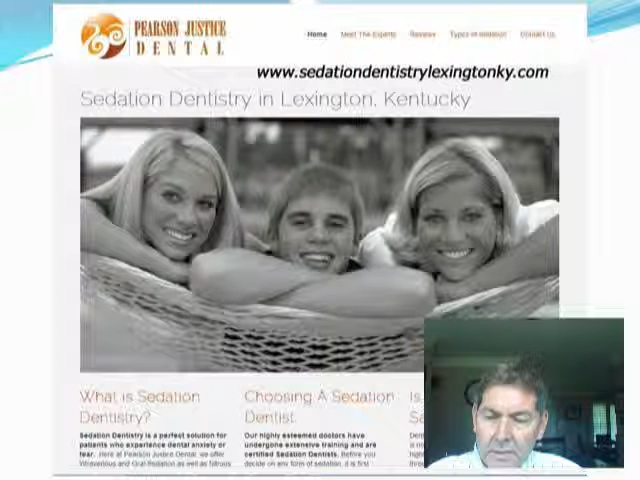 PEARSON JUSTICE
DENTAL
Home Meet The Experts Reviews Types of Sedation Contact Us
www.sedationdentistrylexingtonky.com
Sedation Dentistry in Lexington, Kentucky
What is Sedation
Dentistry?
Sedation Dentistry is a perfect solution for
patients who experience dental anxiety or
fear. Here at Pearson Justice Dental, we offer
Intravenous and Oral Sedation as well as nitrous
Choosing A Sedation
Dentist
Our highly esteemed doctors have
undergone extensive training and are
certified Sedation Dentists. Before you
decide on any form of sedation, it is first
Is